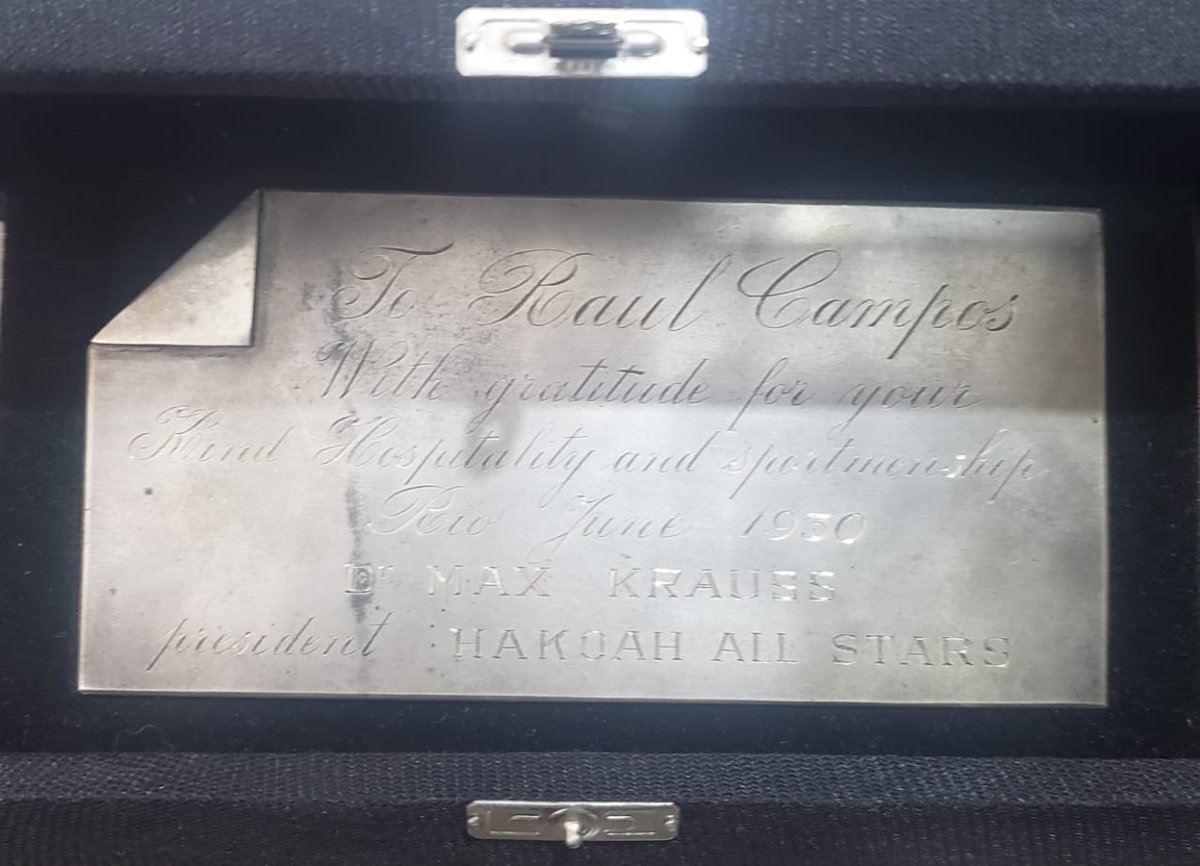 To Raul Campos
With gratitude for your
Kind Hospitality and sportmenship
Rio, June 1930
Dr MAX KRAUSS
president : HAKOAH ALL STARS